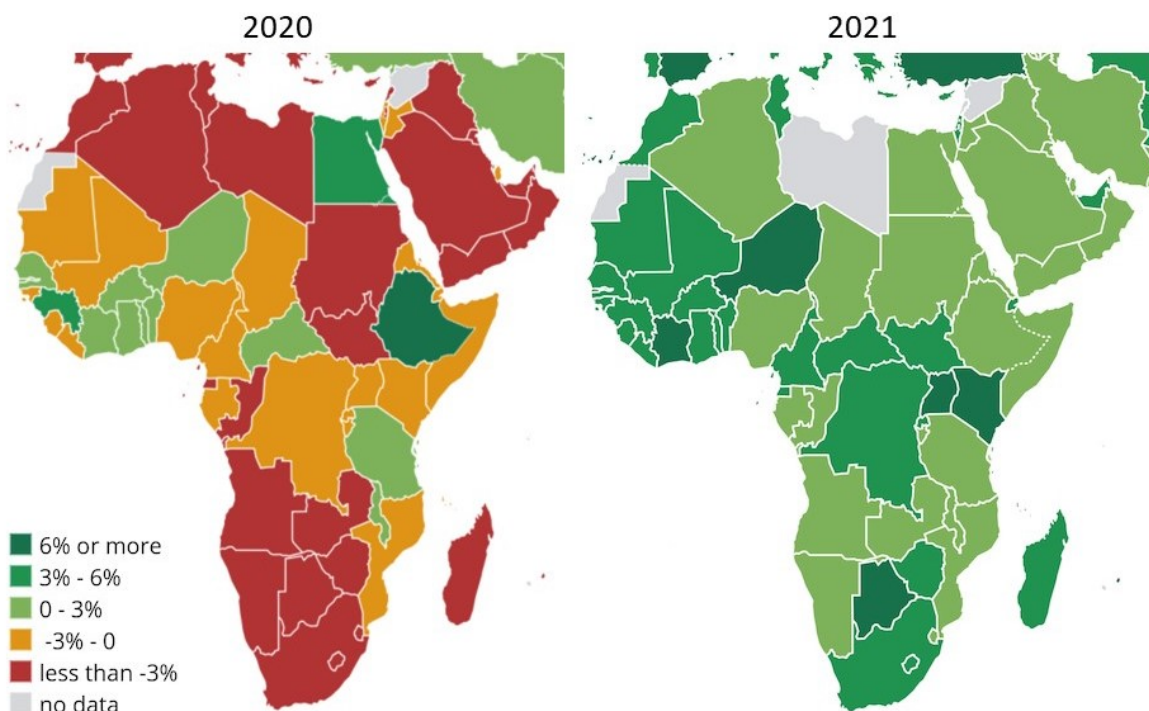 2020
2021
6% or more
3% - 6%
0 - 3%
-3% - 0
less than -3%
no data